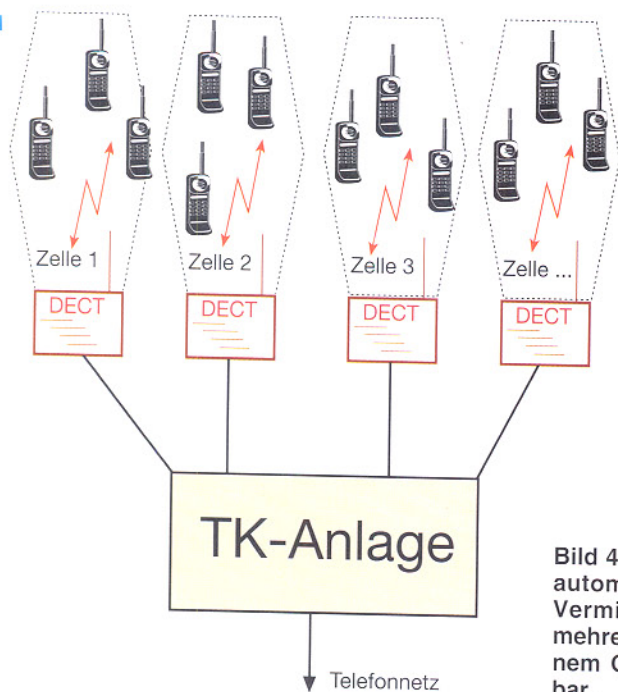 Zelle 1
Zelle 2
Zelle 3
Zelle ...
DECT
DECT
DECT
DECT
TK-Anlage
Telefonnetz
Bild 4
autom
Vermi
mehre
nem
bar